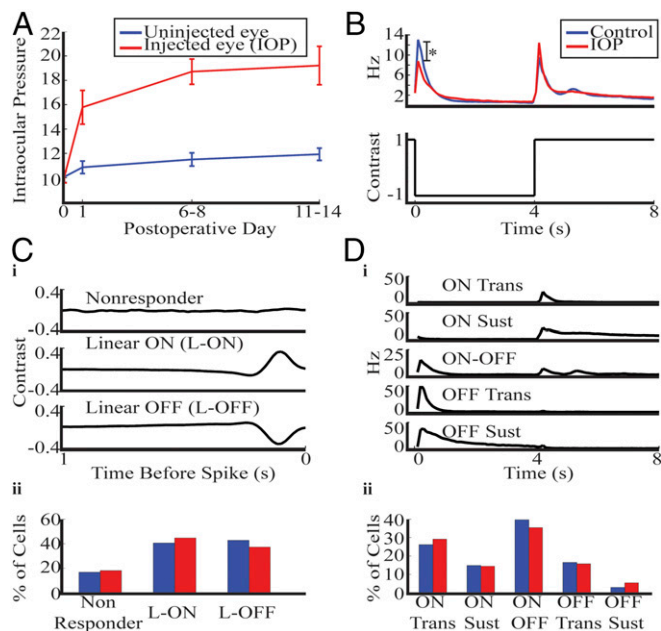 A
Uninjected eye
Injected eye (IOP)
Intraocular Pressure
22
20
18
16
14
12
10
0 1 6-8 11-14
Postoperative Day
B
Control
IOP
Hz
14
10
6
2
*
Contrast
1
-1
0 4 8
Time (s)
C
i
0.4
Nonresponder
-0.4
0.4
Linear ON (L-ON)
-0.4
0.4
Linear OFF (L-OFF)
-0.4
Contrast
1 0
Time Before Spike (s)
ii
% of Cells
60
40
20
0
Non
Responder
L-ON
L-OFF
D
i
50
ON Trans
0
50
ON Sust
0
25
ON-OFF
0
50
OFF Trans
0
50
OFF Sust
0
Hz
0 4 8
Time (s)
ii
% of Cells
40
30
20
10
0
ON ON ON OFF OFF
Trans Sust OFF Trans Sust